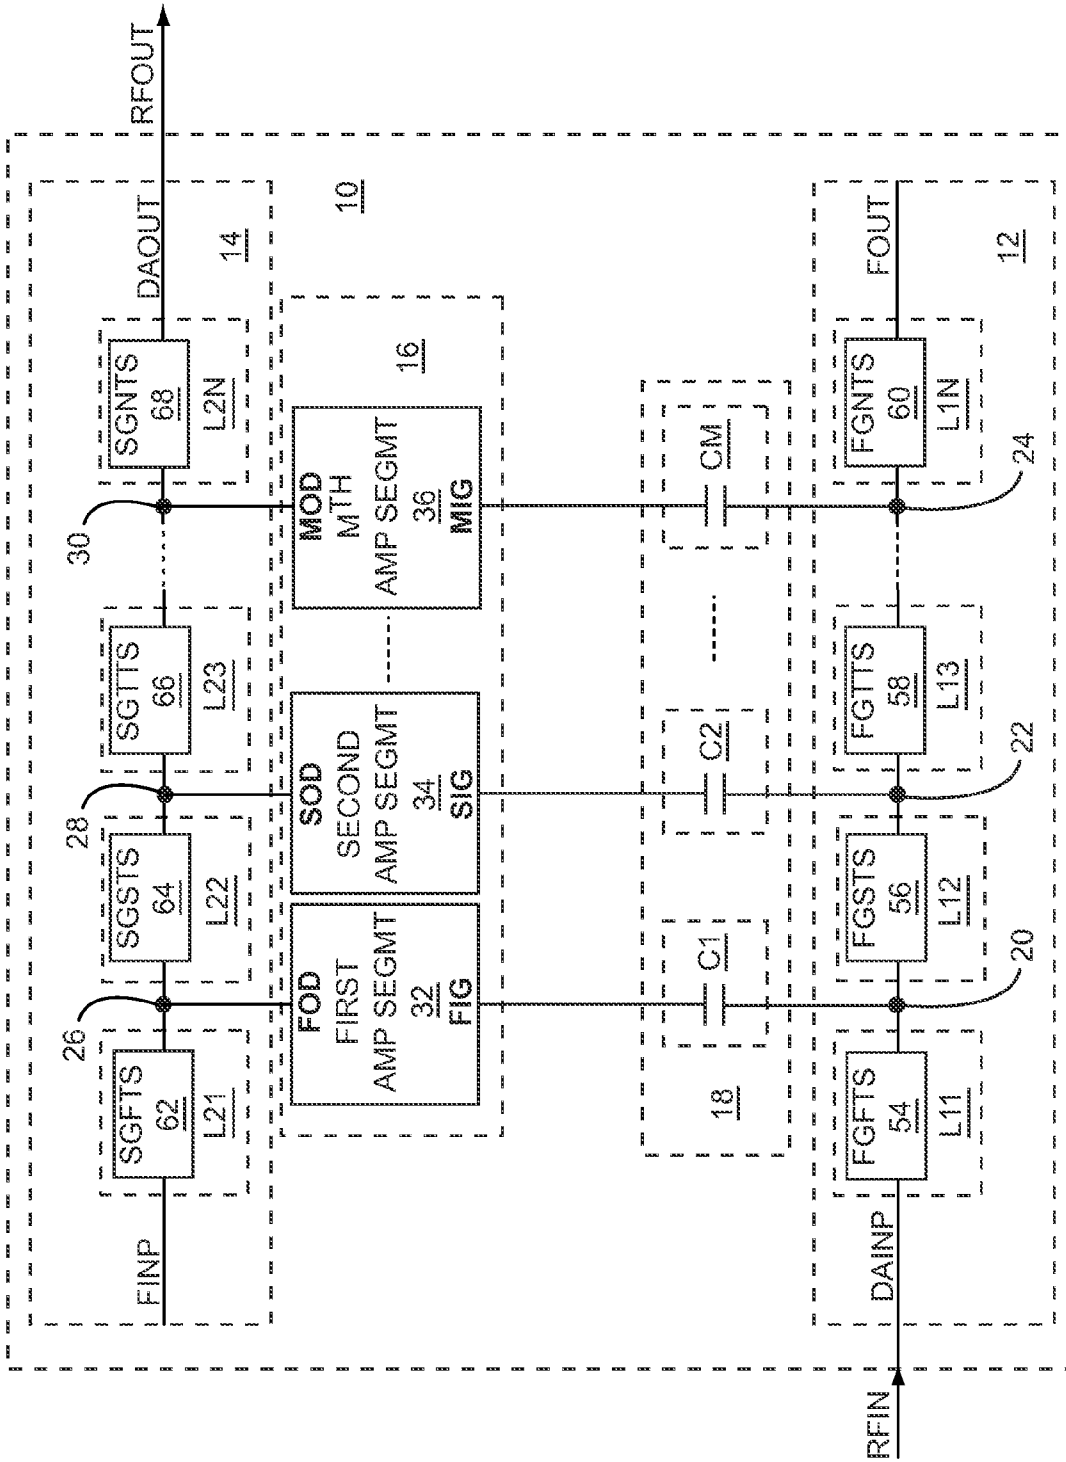 RFOUT
DAOUT
14
10
SGNTS
68
L2N
30
SGTTS
66
L23
28
SGSTS
64
L22
26
SGFTS
62
L21
FINP
16
MOD
MTH
AMP SEGMT
36
MIG
SOD
SECOND
AMP SEGMT
34
SIG
FOD
FIRST
AMP SEGMT
32
FIG
CM
C2
C1
18
FOUT
12
FGNTS
60
L1N
24
FGTTS
58
L13
22
FGSTS
56
L12
20
FGFTS
54
L11
DAINP
RFIN